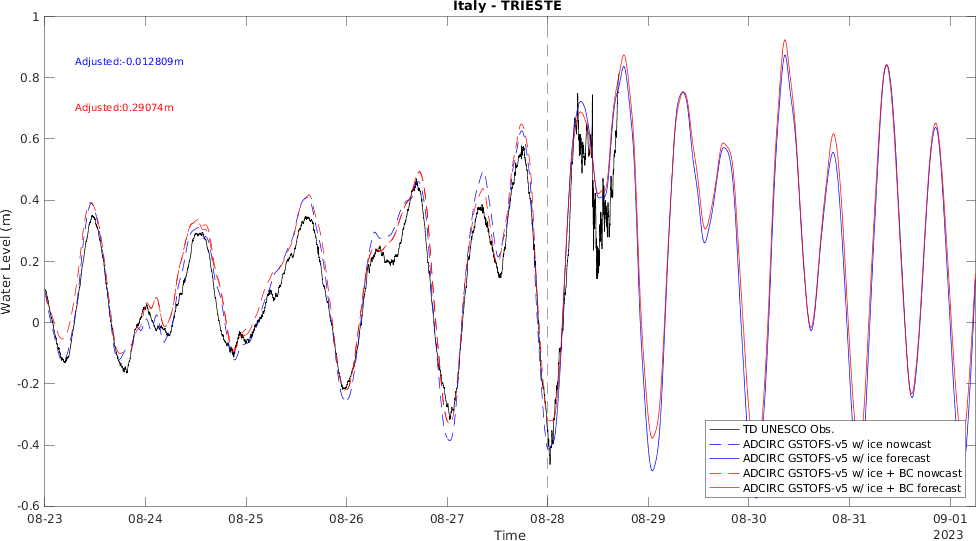 Italy - TRIESTE
Adjusted:-0.012809m
Adjusted:0.29074m
Water Level (m)
1
0.8
0.6
0.4
0.2
0
-0.2
-0.4
-0.6
TD UNESCO Obs.
ADCIRC GSTOFS-v5 w/ ice nowcast
ADCIRC GSTOFS-v5 w/ ice forecast
ADCIRC GSTOFS-v5 w/ ice + BC nowcast
ADCIRC GSTOFS-v5 w/ ice + BC forecast
08-23 08-24 08-25 08-26 08-27 08-28 08-29 08-30 08-31 09-01
Time 2023